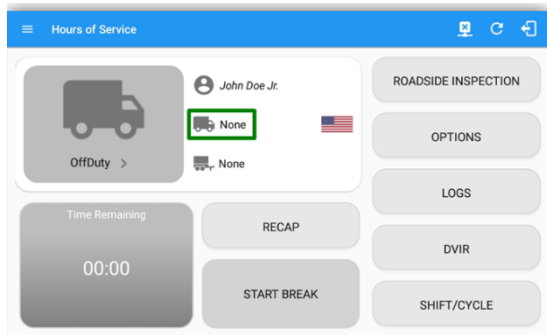 Hours of Service
John Doe Jr.
None
None
OffDuty >
Time Remaining
00:00
RECAP
START BREAK
ROADSIDE INSPECTION
OPTIONS
LOGS
DVIR
SHIFT/CYCLE